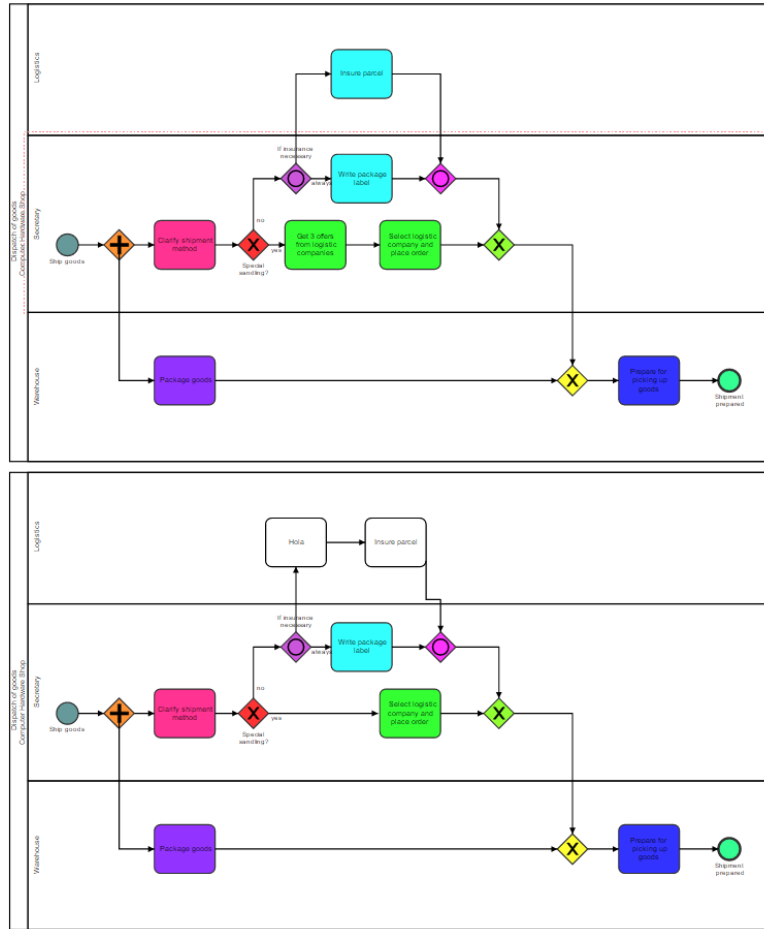 Dispatch of goods
Computer Hardware Shop
Logistics
Insure parcel
Secretary
If insurance
necessary
always
Write package
label
no
Ship goods
Clarify shipment
method
Special
sandling?
yes
Get 3 offers
from logistic
companies
Select logistic
company and
place order
Warehouse
Package goods
Prepare for
picking up
goods
Shipment
prepared
Dispatch of goods
Computer Hardware Shop
Logistics
Hola
Insure parcel
Secretary
If insurance
necessary
always
Write package
label
no
Ship goods
Clarify shipment
method
Special
sandling?
yes
Select logistic
company and
place order
Warehouse
Package goods
Prepare for
picking up
goods
Shipment
prepared